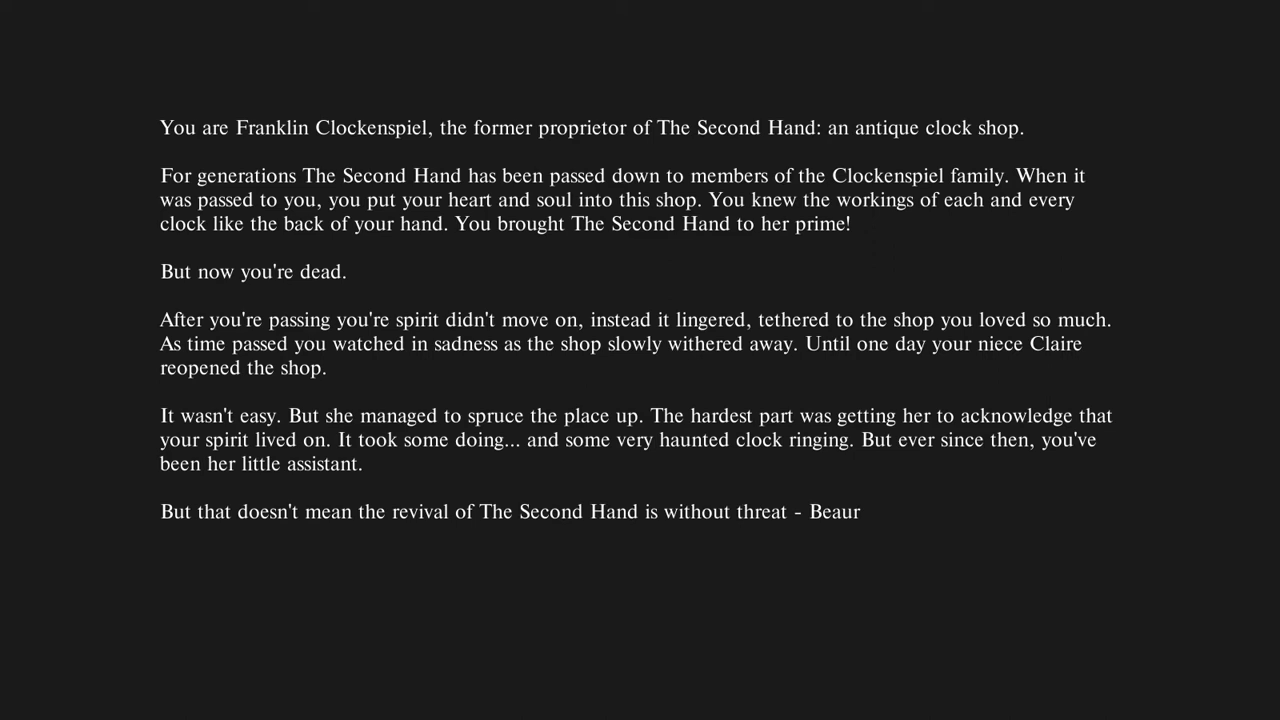 You are Franklin Clockenspiel, the former proprietor of The Second Hand: an antique clock shop.
For generations The Second Hand has been passed down to members of the Clockenspiel family. When it
was passed to you, you put your heart and soul into this shop. You knew the workings of each and every
clock like the back of your hand. You brought The Second Hand to her prime!
But now you're dead.
After you're passing you're spirit didn't move on, instead it lingered, tethered to the shop you loved so much.
As time passed you watched in sadness as the shop slowly withered away. Until one day your niece Claire
reopened the shop.
It wasn't easy. But she managed to spruce the place up. The hardest part was getting her to acknowledge that
your spirit lived on. It took some doing... and some very haunted clock ringing. But ever since then, you've
been her little assistant.
But that doesn't mean the revival of The Second Hand is without threat - Beaur